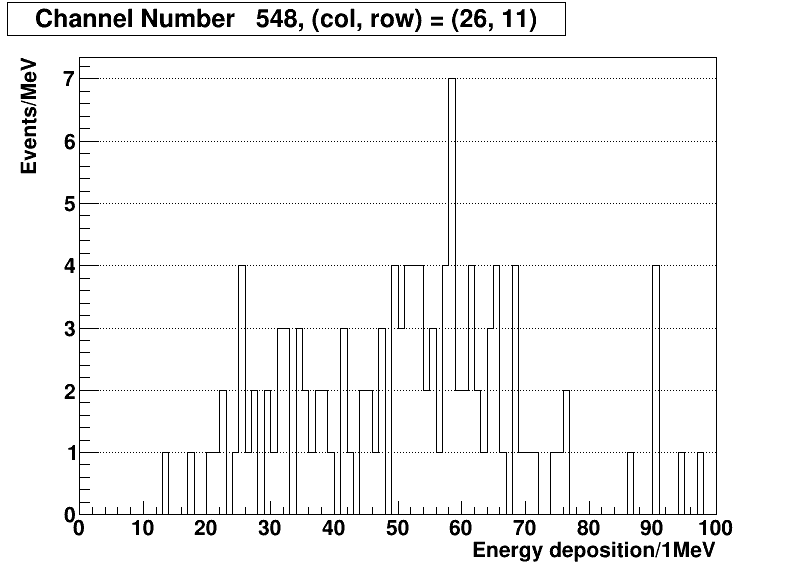 Channel Number 548, (col, row) = (26, 11)
Events/MeV
7
6
5
4
3
2
1
0
0 10 20 30 40 50 60 70 80 90 100
Energy deposition/1MeV